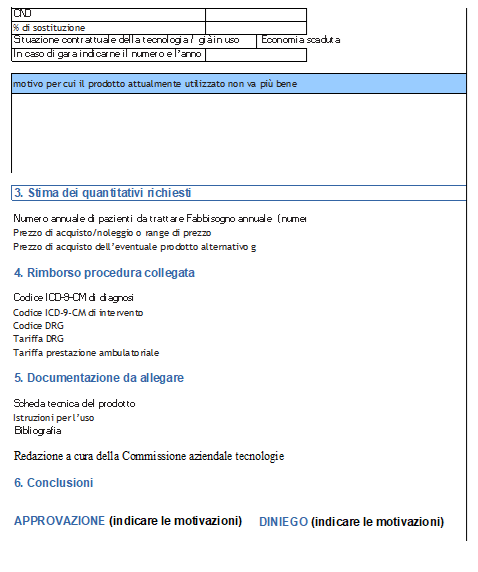 CND
% di sostituzione
Situazione contrattuale della tecnologia / già in uso Economia scaduta
In caso di gara indicarne il numero e l'anno
motivo per cui il prodotto attualmente utilizzato non va più bene
3. Stima dei quantitativi richiesti
Numero annuale di pazienti da trattare Fabbisogno annuale (numer
Prezzo di acquisto/noleggio o range di prezzo
Prezzo di acquisto dell'eventuale prodotto alternativo g
4. Rimborso procedura collegata
Codice ICD-9-CM di diagnosi
Codice ICD-9-CM di intervento
Codice DRG
Tariffa DRG
Tariffa prestazione ambulatoriale
5. Documentazione da allegare
Scheda tecnica del prodotto
Istruzioni per l'uso
Bibliografia
Redazione a cura della Commissione aziendale tecnologie
6. Conclusioni
APPROVAZIONE (indicare le motivazioni) DINIEGO (indicare le motivazioni)